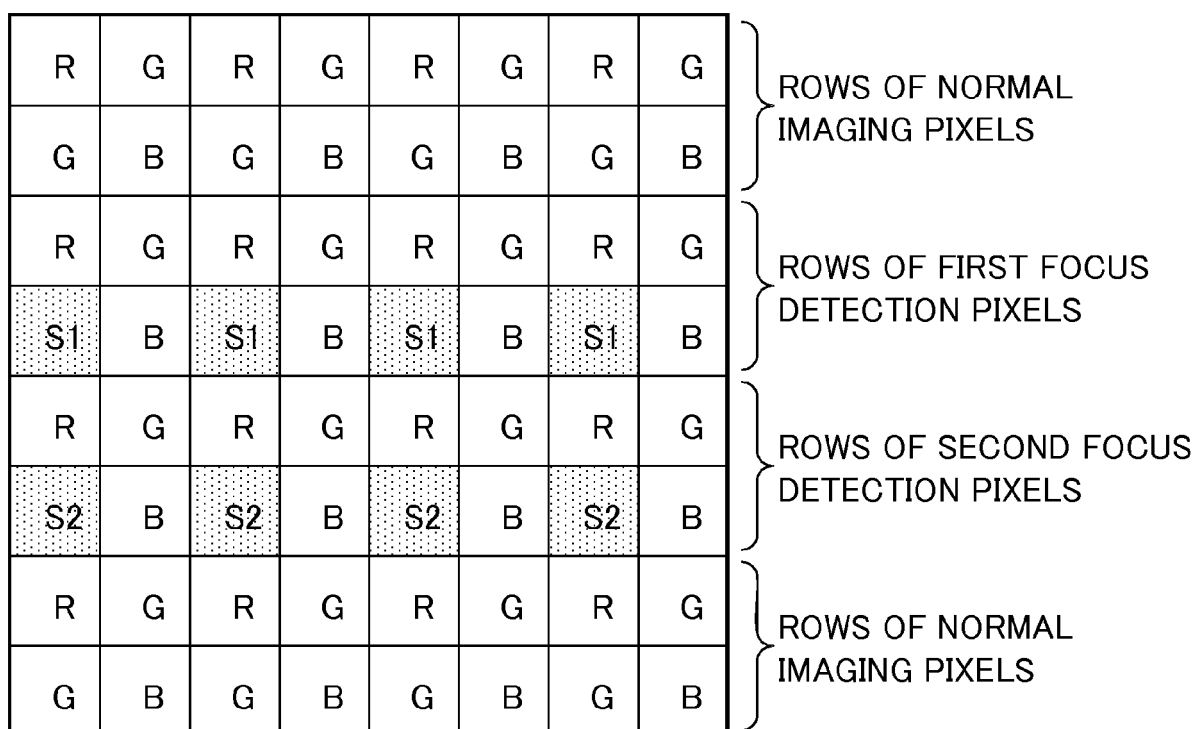 R G R G R G R G
ROWS OF NORMAL
IMAGING PIXELS
G B G B G B G B
R G R G R G R G
ROWS OF FIRST FOCUS
DETECTION PIXELS
S1 B S1 B S1 B S1 B
R G R G R G R G
ROWS OF SECOND FOCUS
DETECTION PIXELS
S2 B S2 B S2 B S2 B
R G R G R G R G
ROWS OF NORMAL
IMAGING PIXELS
G B G B G B G B